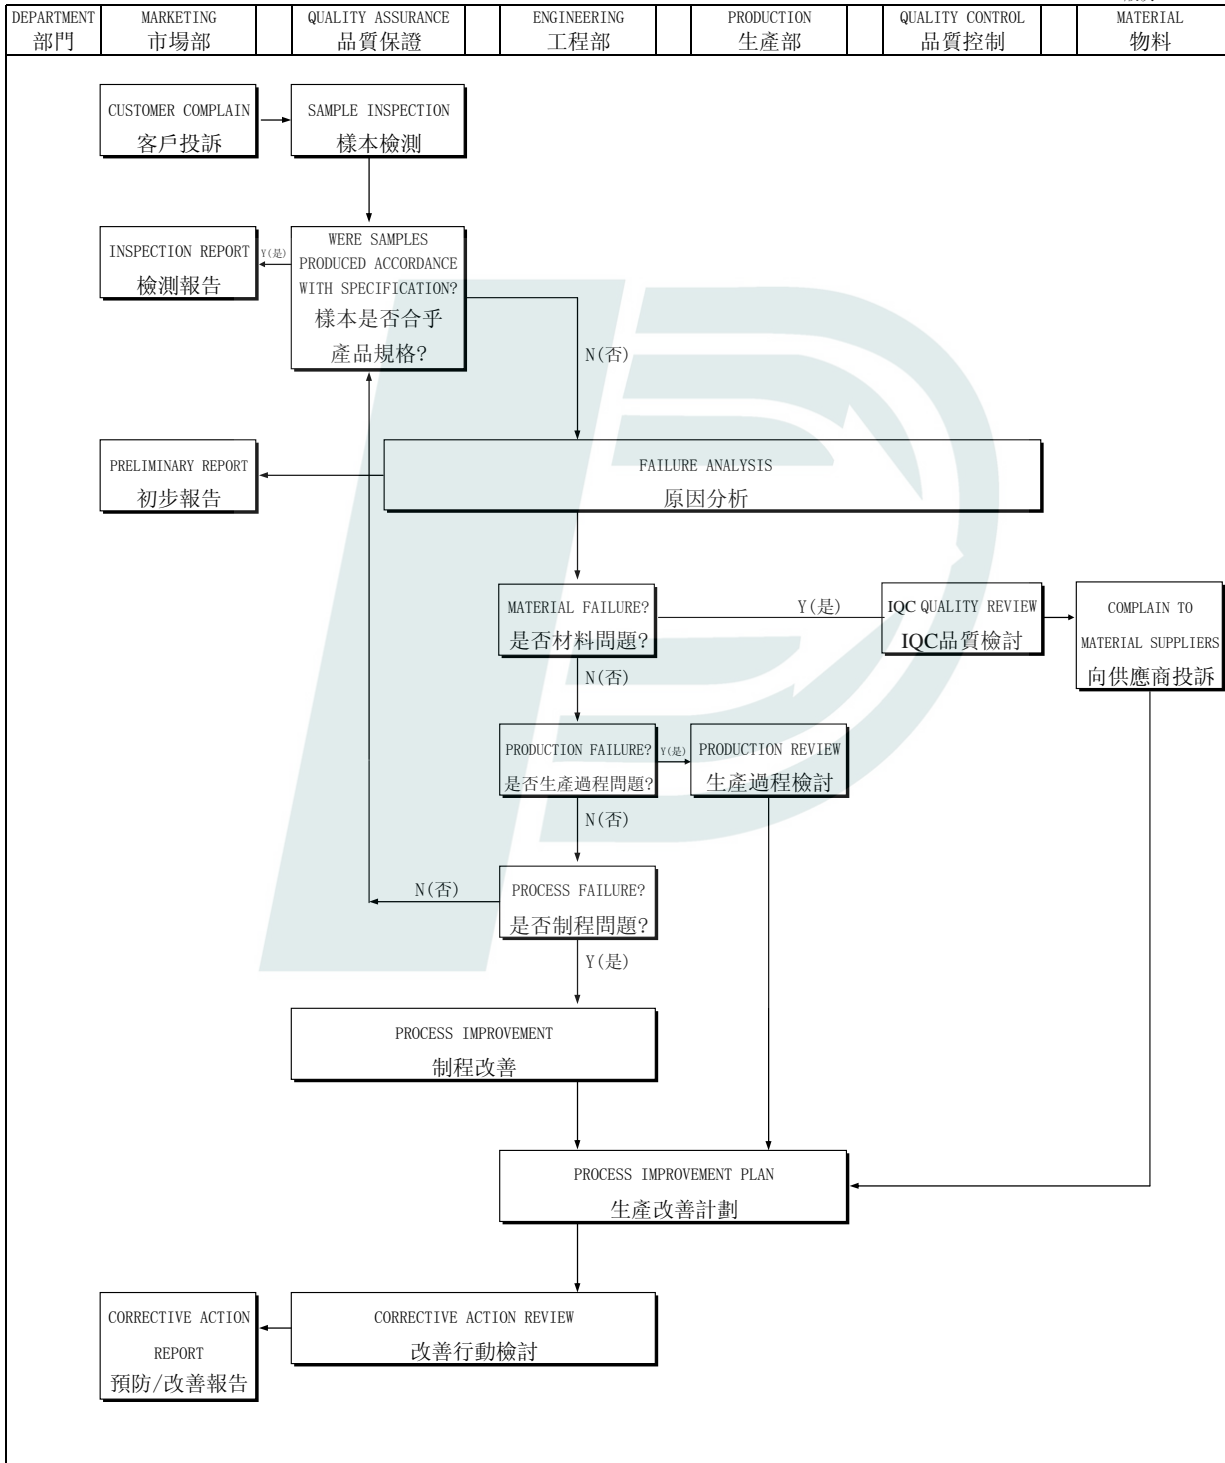 DEPARTMENT
部門
MARKETING
市場部
QUALITY ASSURANCE
品質保證
ENGINEERING
工程部
PRODUCTION
生產部
QUALITY CONTROL
品質控制
MATERIAL
物料
CUSTOMER COMPLAIN
客戶投訴
SAMPLE INSPECTION
樣本檢測
INSPECTION REPORT
檢測報告
Y(是)
WERE SAMPLES
PRODUCED ACCORDANCE
WITH SPECIFICATION?
樣本是否合乎
產品規格?
N(否)
PRELIMINARY REPORT
初步報告
FAILURE ANALYSIS
原因分析
MATERIAL FAILURE?
是否材料問題?
Y(是)
IQC QUALITY REVIEW
IQC品質檢討
COMPLAIN TO
MATERIAL SUPPLIERS
向供應商投訴
N(否)
PRODUCTION FAILURE?
是否生產過程問題?
Y(是)
PRODUCTION REVIEW
生產過程檢討
N(否)
PROCESS FAILURE?
是否制程問題?
N(否)
Y(是)
PROCESS IMPROVEMENT
制程改善
PROCESS IMPROVEMENT PLAN
生產改善計劃
CORRECTIVE ACTION
REPORT
預防/改善報告
CORRECTIVE ACTION REVIEW
改善行動檢討